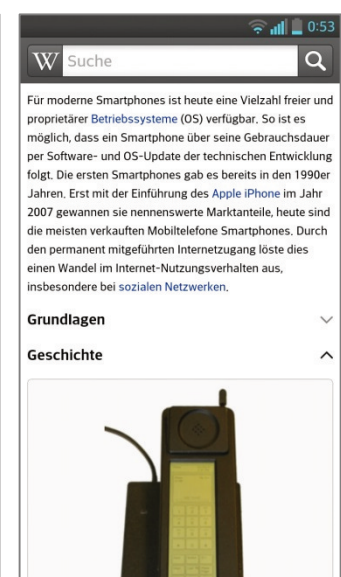 0:53
W Suche
Für moderne Smartphones ist heute eine Vielzahl freier und
proprietärer Betriebssysteme (OS) verfügbar. So ist es
möglich, dass ein Smartphone über seine Gebrauchsdauer
per Software- und OS-Update der technischen Entwicklung
folgt. Die ersten Smartphones gab es bereits in den 1990er
Jahren. Erst mit der Einführung des Apple iPhone im Jahr
2007 gewannen sie nennenswerte Marktanteile, heute sind
die meisten verkauften Mobiltelefone Smartphones. Durch
den permanent mitgeführten Internetzugang löste dies
einen Wandel im Internet-Nutzungsverhalten aus,
insbesondere bei sozialen Netzwerken.
Grundlagen
Geschichte